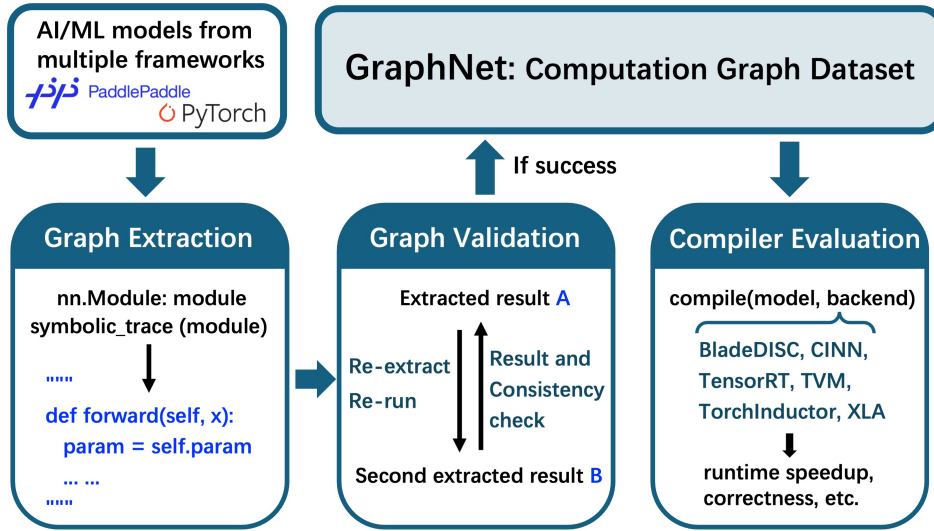 AI/ML models from
multiple frameworks
PaddlePaddle
PyTorch
GraphNet: Computation Graph Dataset
If success
Graph Extraction
nn.Module: module
symbolic_trace (module)
"""
def forward(self, x):
param = self.param
... ...
"""
Graph Validation
Extracted result A
Re-extract
Re-run
Result and
Consistency
check
Second extracted result B
Compiler Evaluation
compile(model, backend)
BladeDISC, CINN,
TensorRT, TVM,
TorchInductor, XLA
runtime speedup,
correctness, etc.